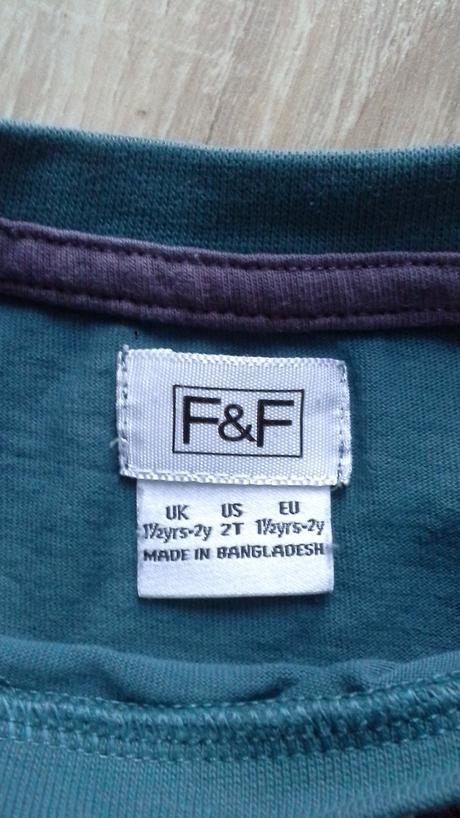 F&F
UK US EU
1½yrs-2y 2T 1½yrs-2y
MADE IN BANGLADESH